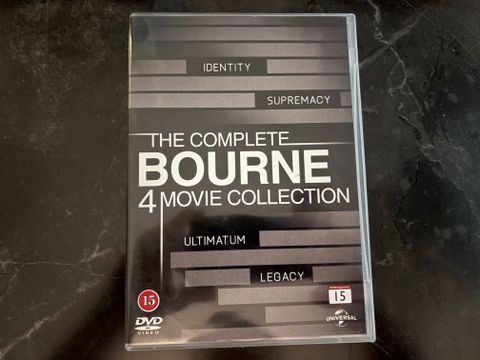 IDENTITY
SUPREMACY
THE COMPLETE
BOURNE
4 MOVIE COLLECTION
ULTIMATUM
LEGACY
15
15
DVD
VIDEO
UNIVERSAL